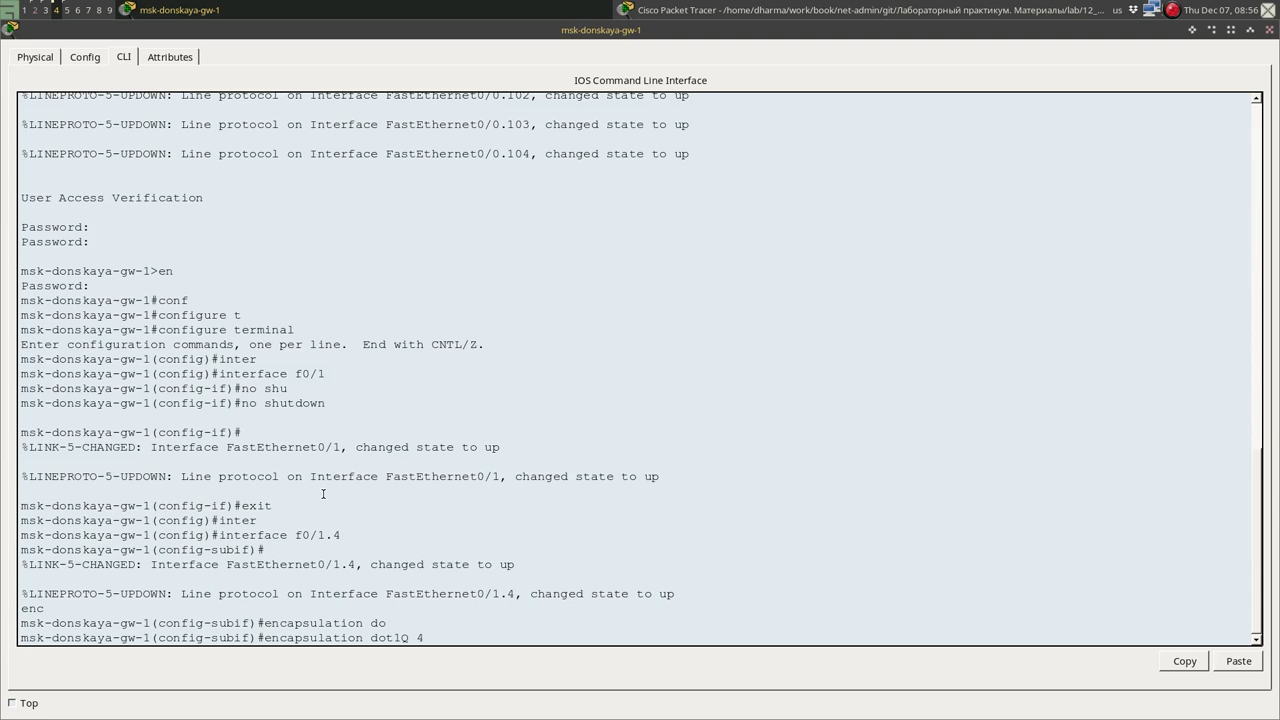 1 2 3 4 5 6 7 8 9 msk-donskaya-gw-1 Cisco Packet Tracer - /home/dharma/work/book/net-admin/git/Лабораторный практикум. Материалы/lab/12_... us Thu Dec 07, 08:56
msk-donskaya-gw-1
Physical Config CLI Attributes
IOS Command Line Interface
%LINEPROTO-5-UPDOWN: Line protocol on Interface FastEthernet0/0.102, changed state to up
%LINEPROTO-5-UPDOWN: Line protocol on Interface FastEthernet0/0.103, changed state to up
%LINEPROTO-5-UPDOWN: Line protocol on Interface FastEthernet0/0.104, changed state to up
User Access Verification
Password:
Password:
msk-donskaya-gw-1>en
Password:
msk-donskaya-gw-1#conf
msk-donskaya-gw-1#configure t
msk-donskaya-gw-1#configure terminal
Enter configuration commands, one per line.  End with CNTL/Z.
msk-donskaya-gw-1(config)#inter
msk-donskaya-gw-1(config)#interface f0/1
msk-donskaya-gw-1(config-if)#no shu
msk-donskaya-gw-1(config-if)#no shutdown
msk-donskaya-gw-1(config-if)#
%LINK-5-CHANGED: Interface FastEthernet0/1, changed state to up
%LINEPROTO-5-UPDOWN: Line protocol on Interface FastEthernet0/1, changed state to up
msk-donskaya-gw-1(config-if)#exit
msk-donskaya-gw-1(config)#inter
msk-donskaya-gw-1(config)#interface f0/1.4
msk-donskaya-gw-1(config-subif)#
%LINK-5-CHANGED: Interface FastEthernet0/1.4, changed state to up
%LINEPROTO-5-UPDOWN: Line protocol on Interface FastEthernet0/1.4, changed state to up
enc
msk-donskaya-gw-1(config-subif)#encapsulation do
msk-donskaya-gw-1(config-subif)#encapsulation dot1Q 4
Copy Paste
Top